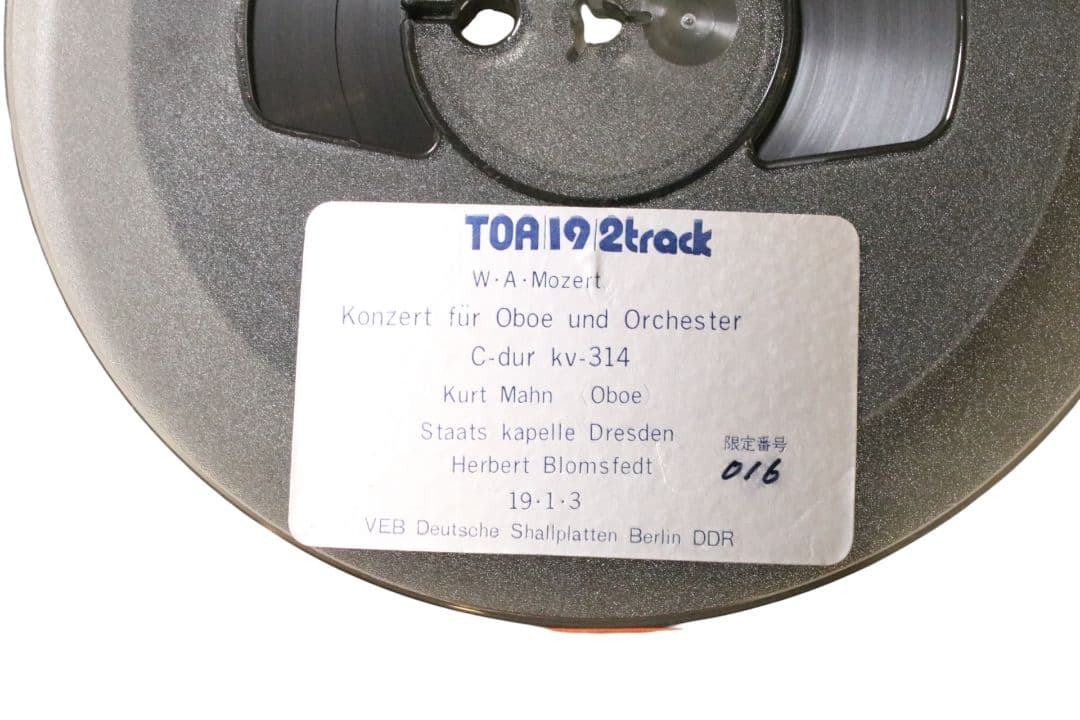 TOA|19|2track
W·A·Mozert
Konzert für Oboe und Orchester
C-dur kv-314
Kurt Mahn 〈Oboe〉
Staats kapelle Dresden
限定番号
Herbert Blomsfedt
016
19·1·3
VEB Deutsche Shallplatten Berlin DDR